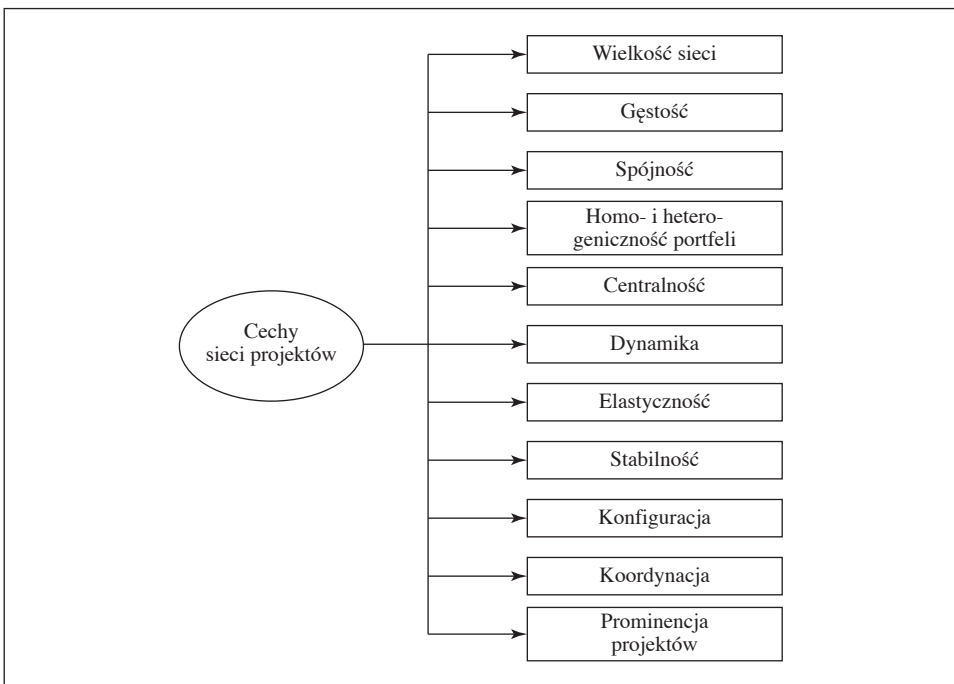 Wielkość sieci
Gęstość
Spójność
Homo- i hetero-
geniczność portfeli
Centralność
Cechy
sieci projektów
Dynamika
Elastyczność
Stabilność
Konfiguracja
Koordynacja
Prominencja
projektów